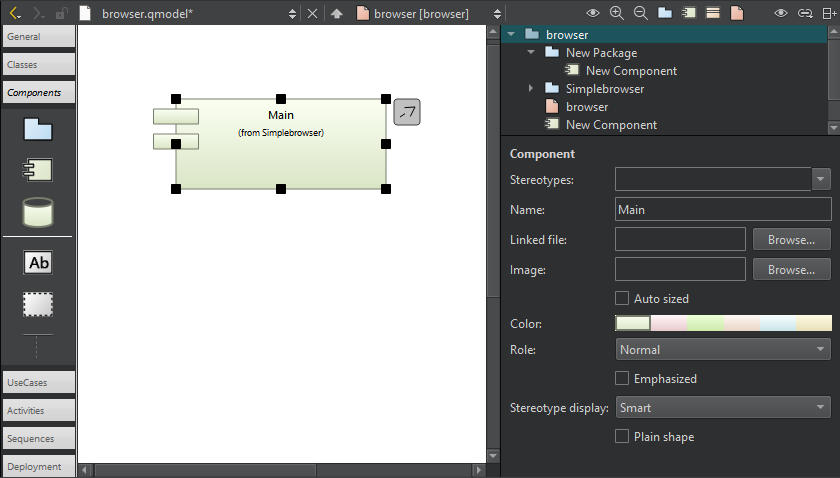 browser.qmodel*
browser [browser]
General
Classes
Components
Ab
UseCases
Activities
Sequences
Deployment
Main
(from Simplebrowser)
browser
New Package
New Component
Simplebrowser
browser
New Component
Component
Stereotypes:
Name: Main
Linked file: Browse...
Image: Browse...
Auto sized
Color:
Role: Normal
Emphasized
Stereotype display: Smart
Plain shape